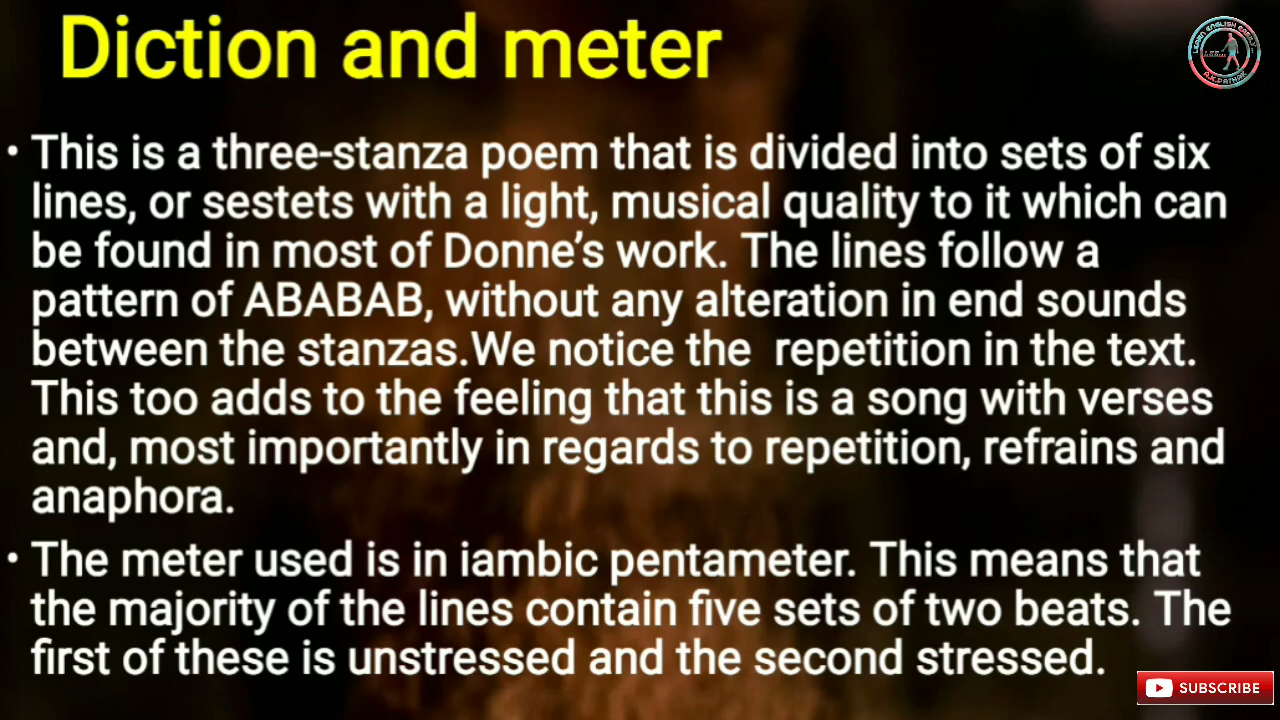 Diction and meter
LEARN ENGLISH EASILY
A.K.PATHAK
• This is a three-stanza poem that is divided into sets of six
lines, or sestets with a light, musical quality to it which can
be found in most of Donne’s work. The lines follow a
pattern of ABABAB, without any alteration in end sounds
between the stanzas.We notice the  repetition in the text.
This too adds to the feeling that this is a song with verses
and, most importantly in regards to repetition, refrains and
anaphora.
• The meter used is in iambic pentameter. This means that
the majority of the lines contain five sets of two beats. The
first of these is unstressed and the second stressed.
SUBSCRIBE